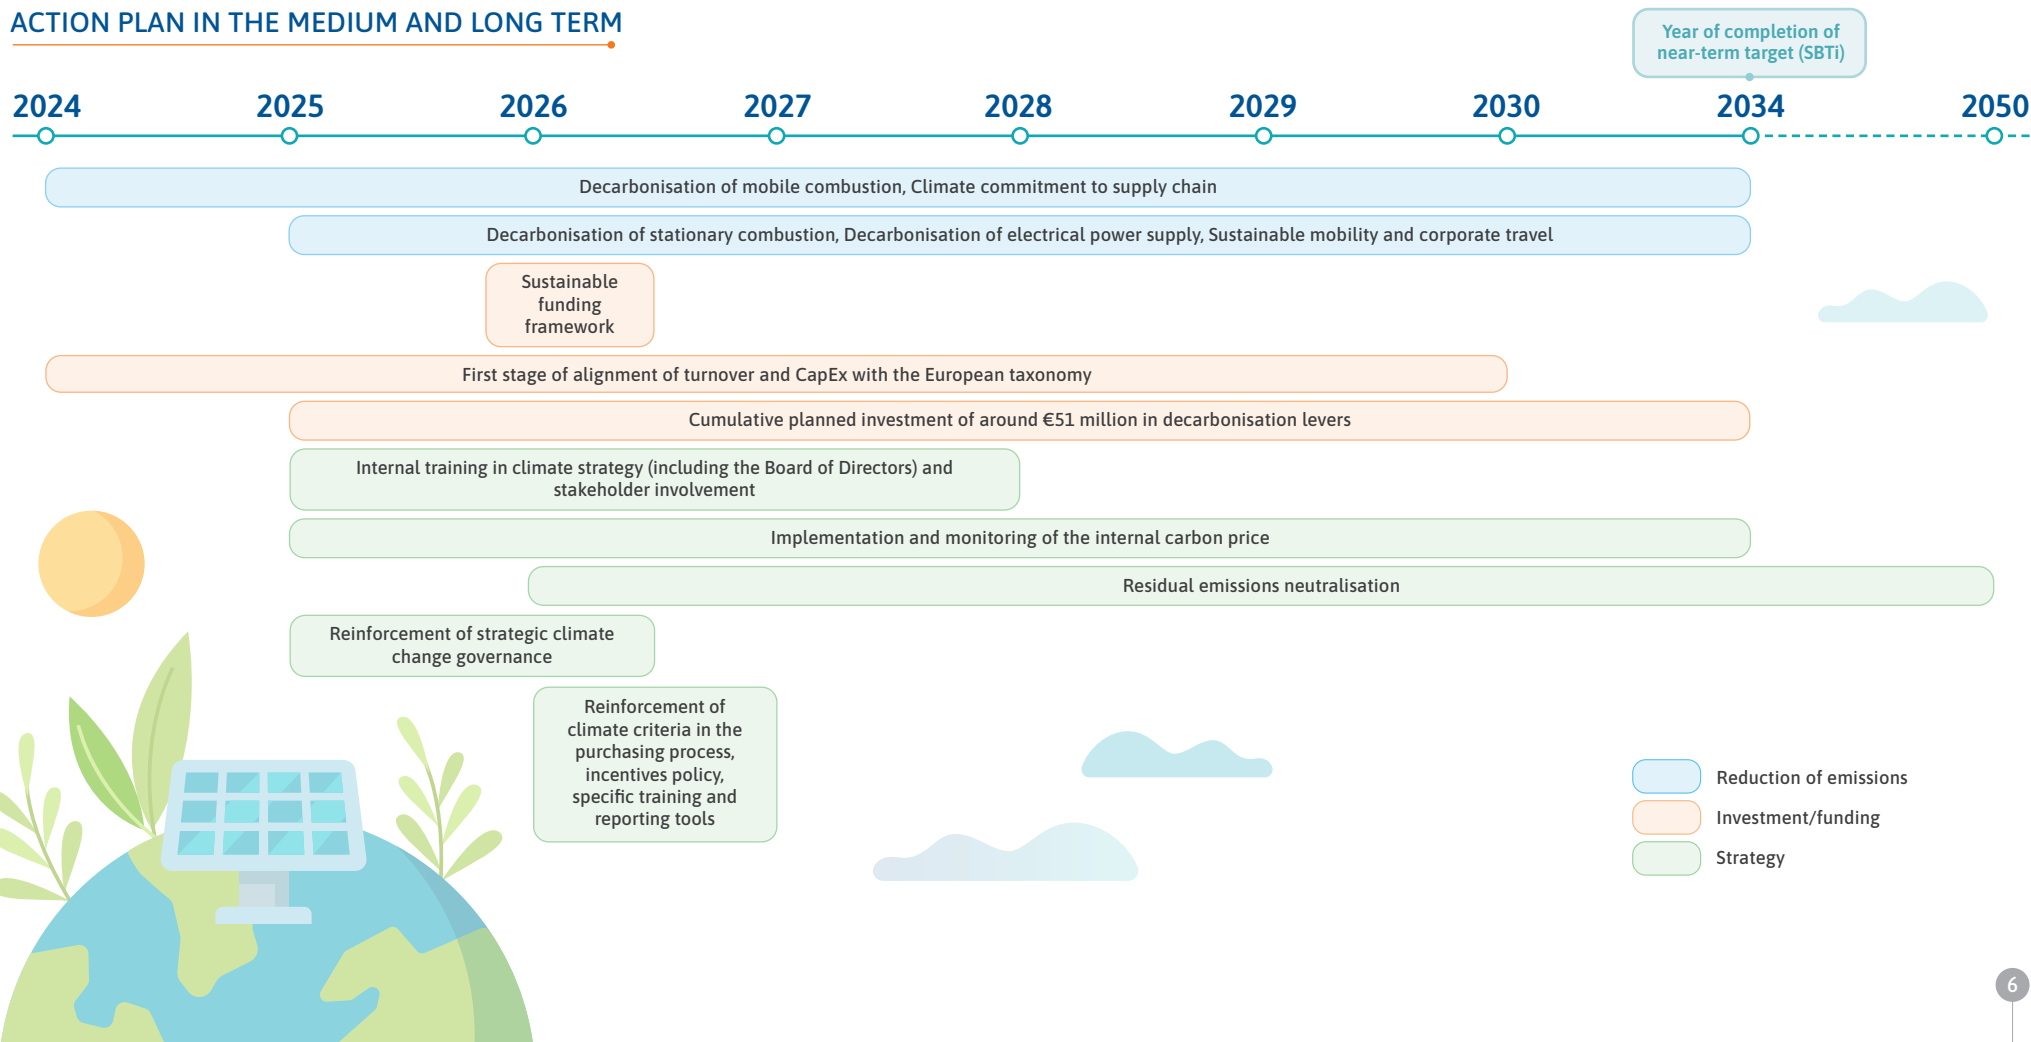 ACTION PLAN IN THE MEDIUM AND LONG TERM
Year of completion of
near-term target (SBTi)
2024 2025 2026 2027 2028 2029 2030 2034 2050
Decarbonisation of mobile combustion, Climate commitment to supply chain
Decarbonisation of stationary combustion, Decarbonisation of electrical power supply, Sustainable mobility and corporate travel
Sustainable
funding
framework
First stage of alignment of turnover and CapEx with the European taxonomy
Cumulative planned investment of around €51 million in decarbonisation levers
Internal training in climate strategy (including the Board of Directors) and
stakeholder involvement
Implementation and monitoring of the internal carbon price
Residual emissions neutralisation
Reinforcement of strategic climate
change governance
Reinforcement of
climate criteria in the
purchasing process,
incentives policy,
specific training and
reporting tools
Reduction of emissions
Investment/funding
Strategy
6